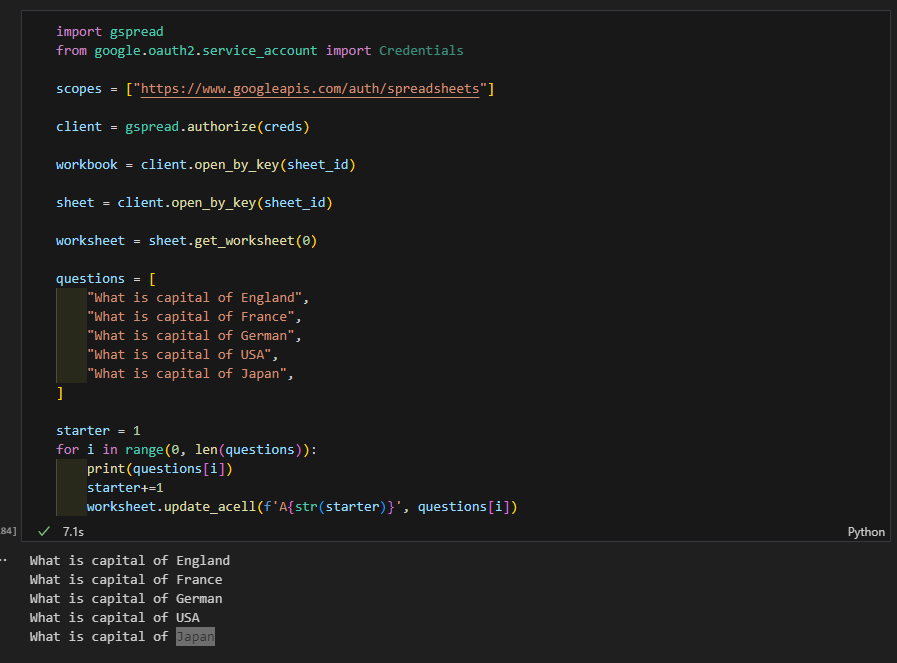 import gspread
from google.oauth2.service_account import Credentials
scopes = ["https://www.googleapis.com/auth/spreadsheets"]
client = gspread.authorize(creds)
workbook = client.open_by_key(sheet_id)
sheet = client.open_by_key(sheet_id)
worksheet = sheet.get_worksheet(0)
questions = [
"What is capital of England",
"What is capital of France",
"What is capital of German",
"What is capital of USA",
"What is capital of Japan",
]
starter = 1
for i in range(0, len(questions)):
print(questions[i])
starter+=1
worksheet.update_acell(f'A{str(starter)}', questions[i])
84] ✓ 7.1s Python
What is capital of England
What is capital of France
What is capital of German
What is capital of USA
What is capital of Japan